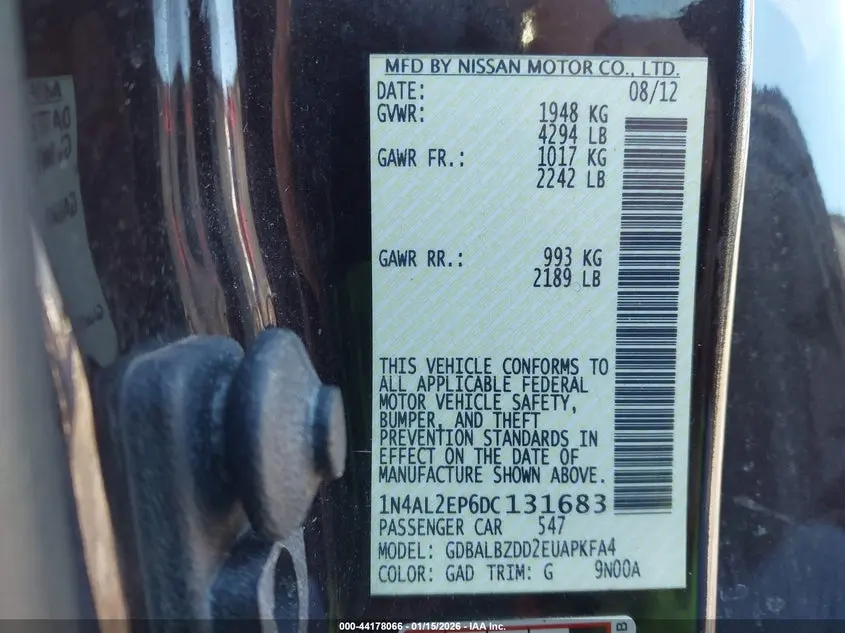 MFD BY NISSAN MOTOR CO., LTD.
DATE: 08/12
GVWR: 1948 KG
4294 LB
GAWR FR.: 1017 KG
2242 LB
GAWR RR.: 993 KG
2189 LB
THIS VEHICLE CONFORMS TO
ALL APPLICABLE FEDERAL
MOTOR VEHICLE SAFETY,
BUMPER, AND THEFT
PREVENTION STANDARDS IN
EFFECT ON THE DATE OF
MANUFACTURE SHOWN ABOVE.
1N4AL2EP6DC131683
PASSENGER CAR 547
MODEL: GDBALBZDD2EUAPKFA4
COLOR: GAD TRIM: G 9N00A
B
000-44178066 - 01/15/2026 - IAA Inc.